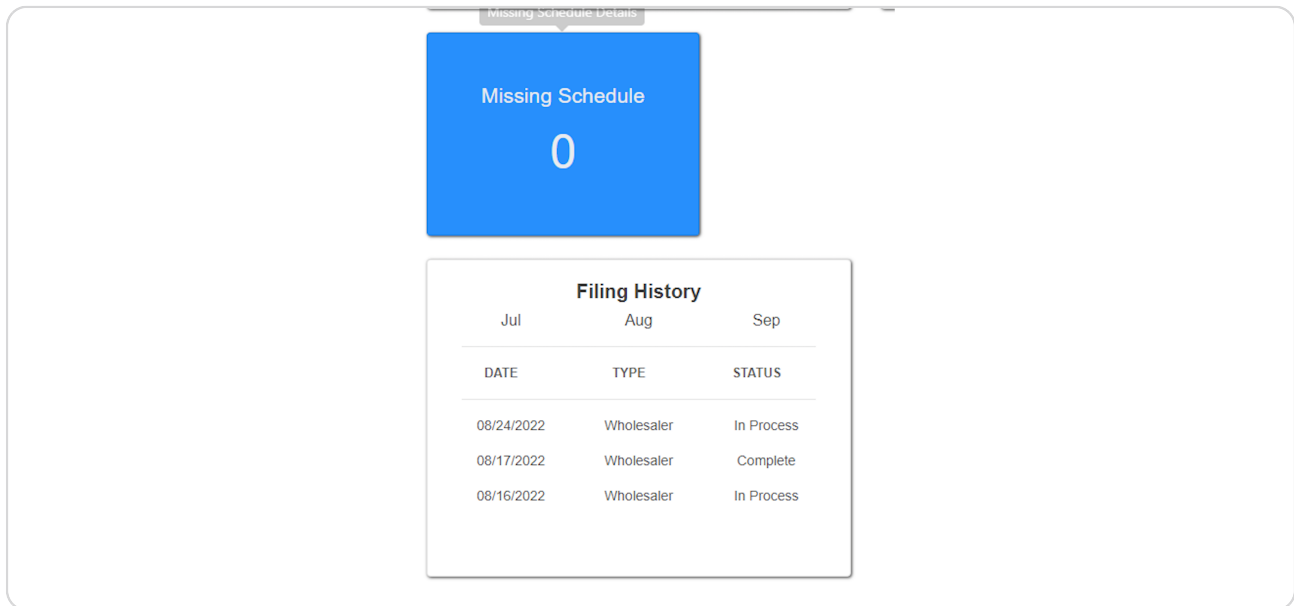 Missing Schedule Details
Missing Schedule
0
Filing History
Jul Aug Sep
DATE TYPE STATUS
08/24/2022 Wholesaler In Process
08/17/2022 Wholesaler Complete
08/16/2022 Wholesaler In Process